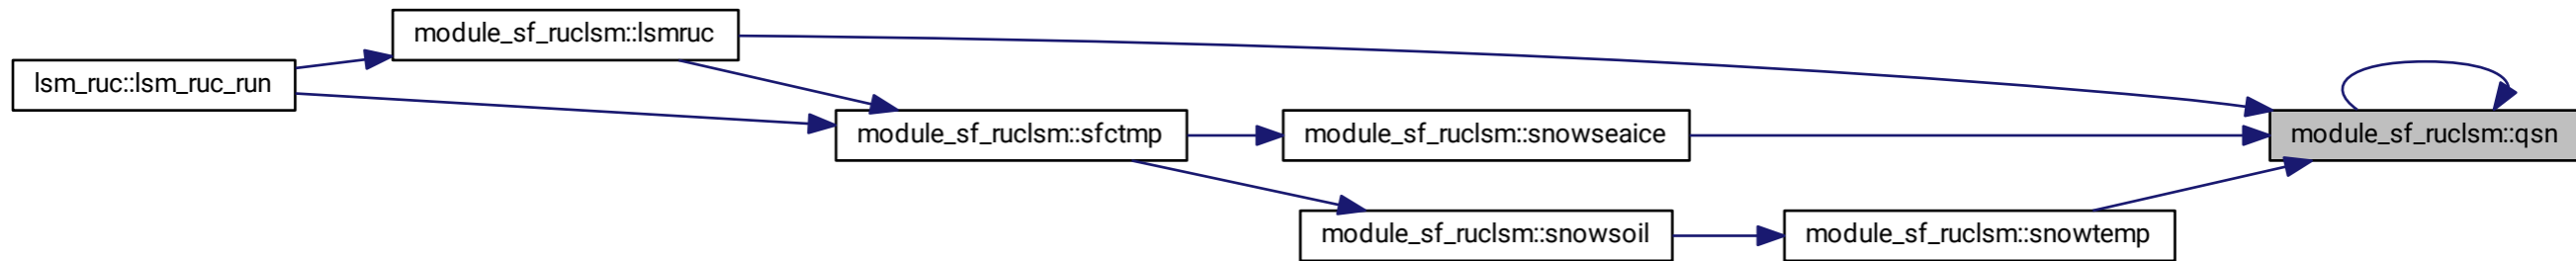 module_sf_ruclsm::lsmruc
lsm_ruc::lsm_ruc_run
module_sf_ruclsm::sfctmp
module_sf_ruclsm::snowseaice
module_sf_ruclsm::qsn
module_sf_ruclsm::snowsoil
module_sf_ruclsm::snowtemp